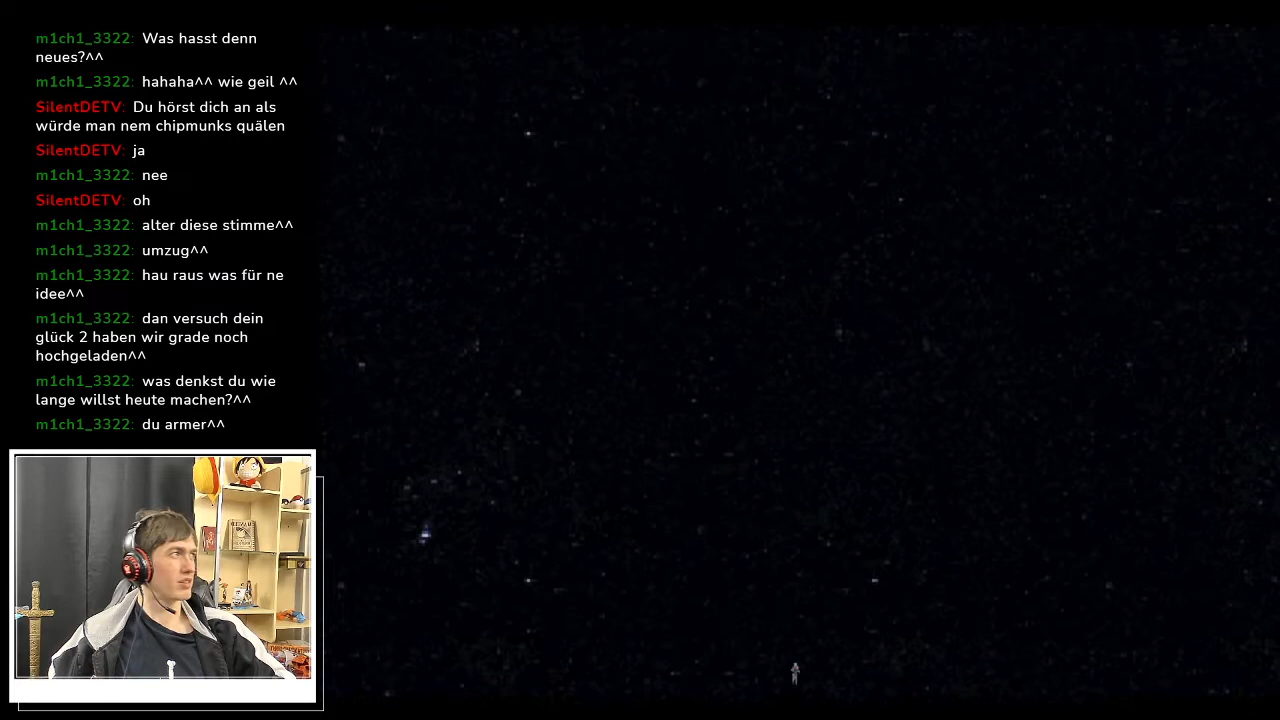 m1ch1_3322: Was hasst denn
neues?^^
m1ch1_3322: hahaha^^ wie geil ^^
SilentDETV: Du hörst dich an als
würde man nem chipmunks quälen
SilentDETV: ja
m1ch1_3322: nee
SilentDETV: oh
m1ch1_3322: alter diese stimme^^
m1ch1_3322: umzug^^
m1ch1_3322: hau raus was für ne
idee^^
m1ch1_3322: dan versuch dein
glück 2 haben wir grade noch
hochgeladen^^
m1ch1_3322: was denkst du wie
lange willst heute machen?^^
m1ch1_3322: du armer^^